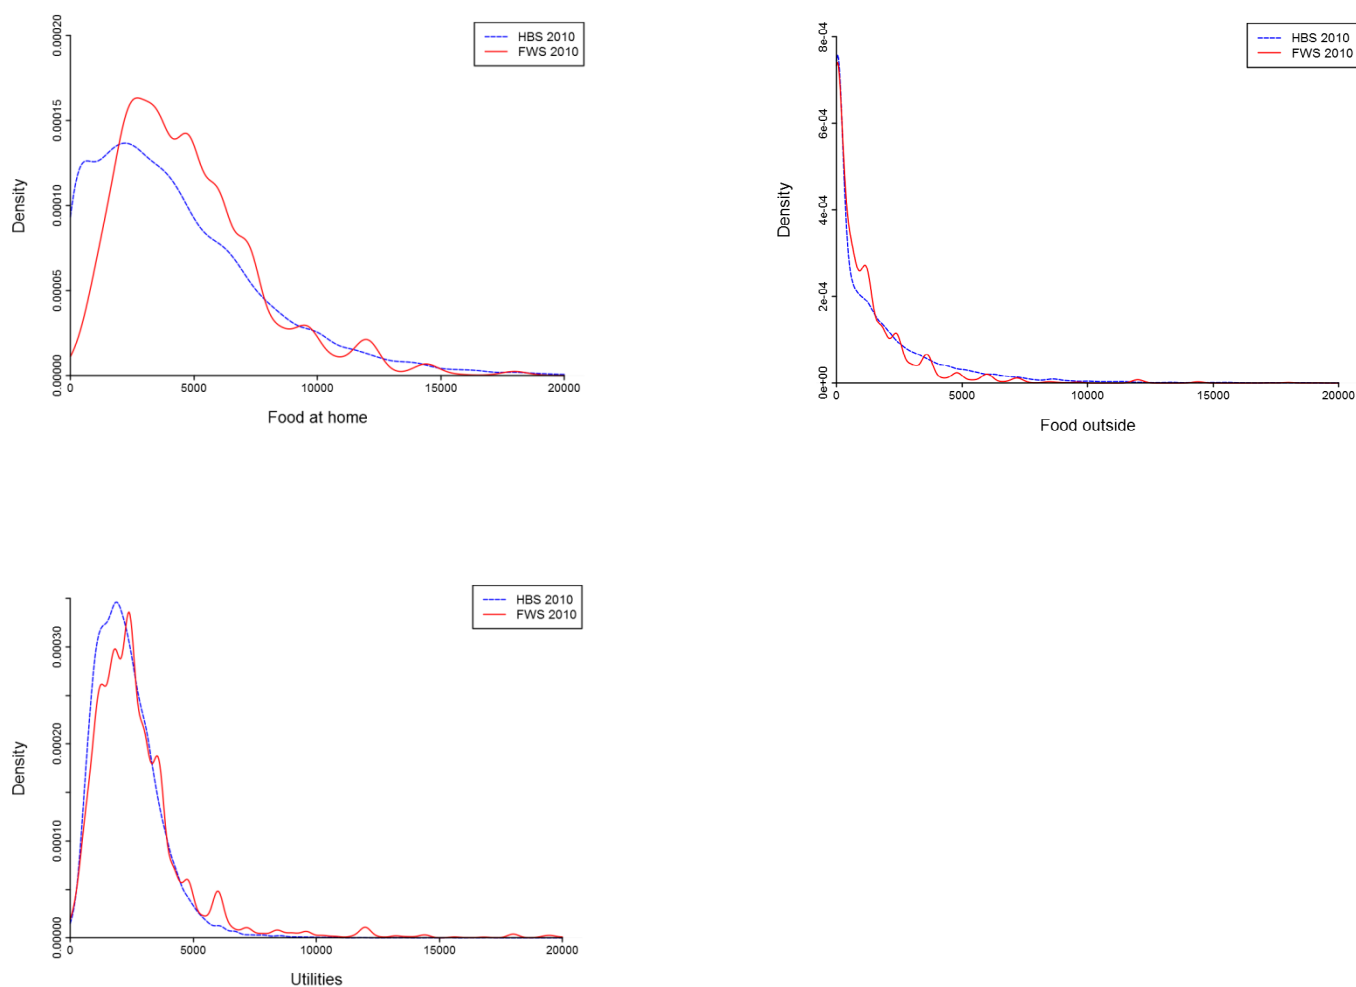 HBS 2010
FWS 2010
Density
0.00020
0.00015
0.00010
0.00005
0.00000
0 5000 10000 15000 20000
Food at home
HBS 2010
FWS 2010
Density
8e-04
6e-04
4e-04
2e-04
0e+00
0 5000 10000 15000 20000
Food outside
HBS 2010
FWS 2010
Density
0.00030
0.00020
0.00010
0.00000
0 5000 10000 15000 20000
Utilities